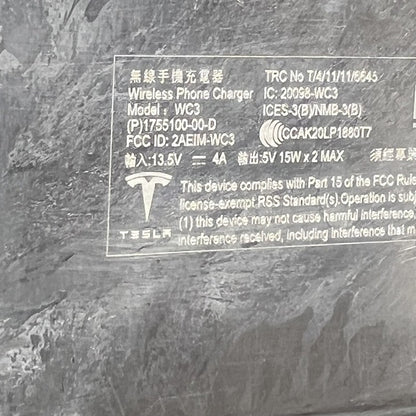 無線手機充電器
Wireless Phone Charger
Model : WC3
(P)1755100-00-D
FCC ID: 2AEIM-WC3
TRC No T/4/11/11/6645
IC: 20098-WC3
ICES-3(B)/NMB-3(B)
CCAK20LP1880T7
輸入:13.5V ⎓ 4A 輸出:5V 15W x 2 MAX
須經專
TESLA
This device complies with Part 15 of the FCC Rules
license-exempt RSS Standard(s).Operation is subj
(1) this device may not cause harmful interference,
interference received, including interference that m